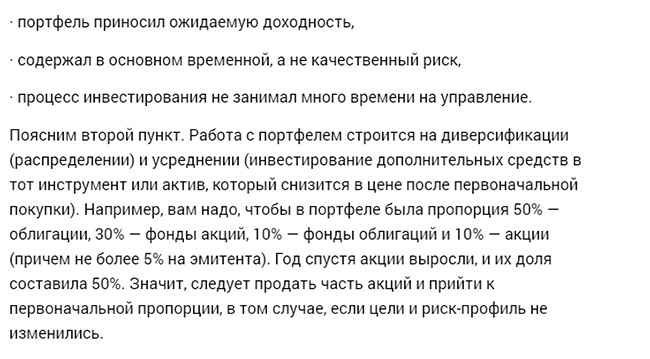 · портфель приносил ожидаемую доходность,
· содержал в основном временной, а не качественный риск,
· процесс инвестирования не занимал много времени на управление.
Поясним второй пункт. Работа с портфелем строится на диверсификации
(распределении) и усреднении (инвестирование дополнительных средств в
тот инструмент или актив, который снизится в цене после первоначальной
покупки). Например, вам надо, чтобы в портфеле была пропорция 50% —
облигации, 30% — фонды акций, 10% — фонды облигаций и 10% — акции
(причем не более 5% на эмитента). Год спустя акции выросли, и их доля
составила 50%. Значит, следует продать часть акций и прийти к
первоначальной пропорции, в том случае, если цели и риск-профиль не
изменились.